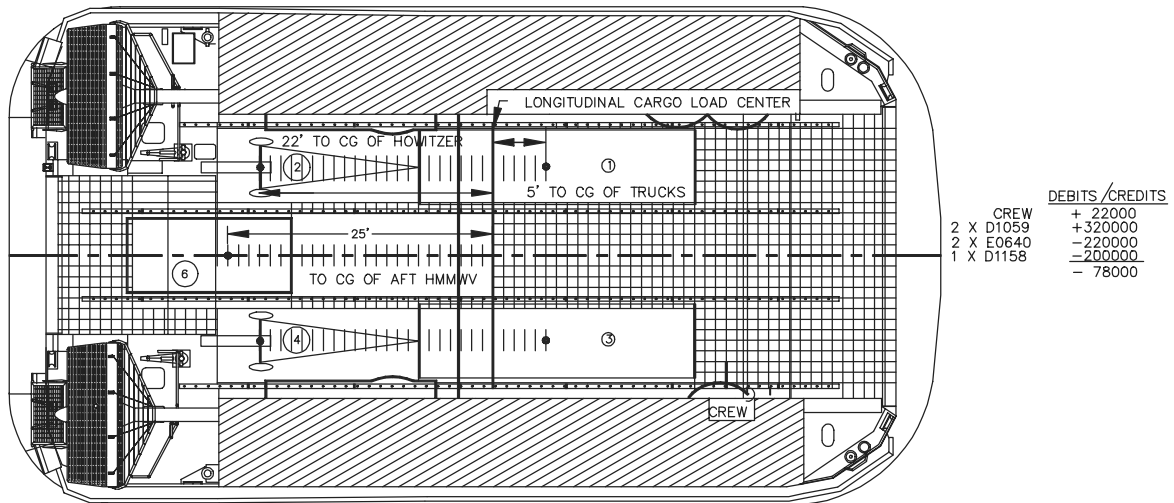 LONGITUDINAL CARGO LOAD CENTER
22' TO CG OF HOWITZER
2
1
5' TO CG OF TRUCKS
25'
6
TO CG OF AFT HMMWV
4
3
CREW
DEBITS/CREDITS
CREW + 22000
2 X D1059 +320000
2 X E0640 -220000
1 X D1158 -200000
- 78000